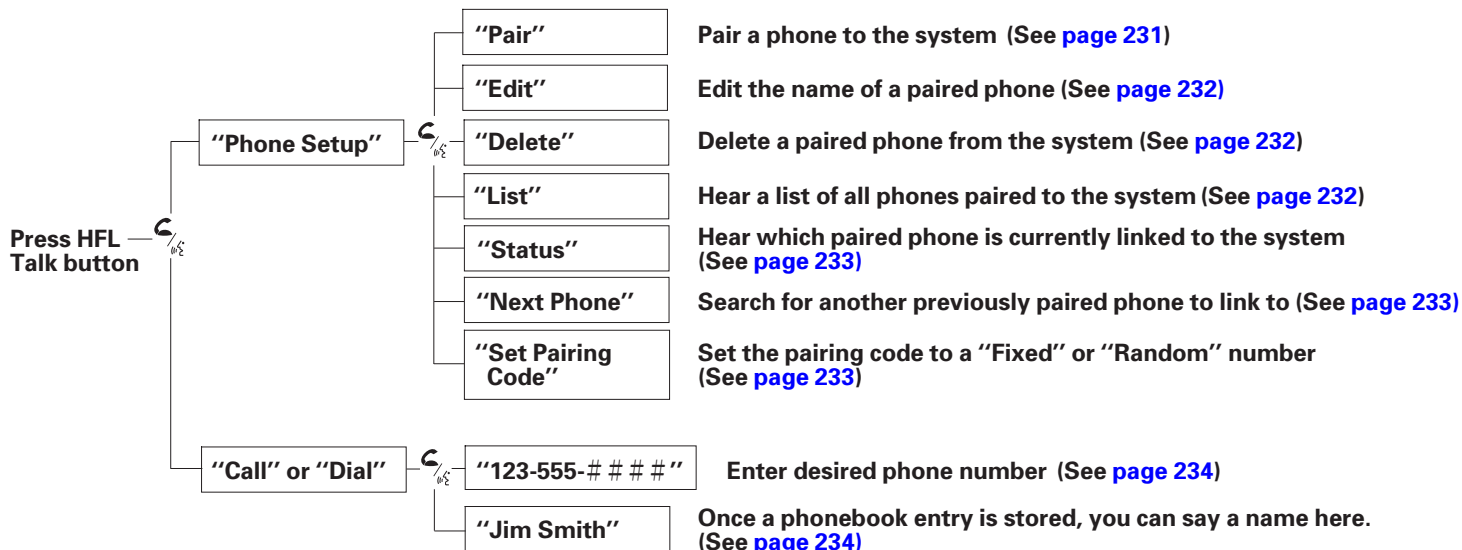 "Pair" Pair a phone to the system (See page 231)
"Edit" Edit the name of a paired phone (See page 232)
"Phone Setup" "Delete" Delete a paired phone from the system (See page 232)
"List" Hear a list of all phones paired to the system (See page 232)
Press HFL
Talk button
"Status" Hear which paired phone is currently linked to the system
(See page 233)
"Next Phone" Search for another previously paired phone to link to (See page 233)
"Set Pairing
Code"
Set the pairing code to a "Fixed" or "Random" number
(See page 233)
"Call" or "Dial" "123-555-####" Enter desired phone number (See page 234)
"Jim Smith" Once a phonebook entry is stored, you can say a name here.
(See page 234)